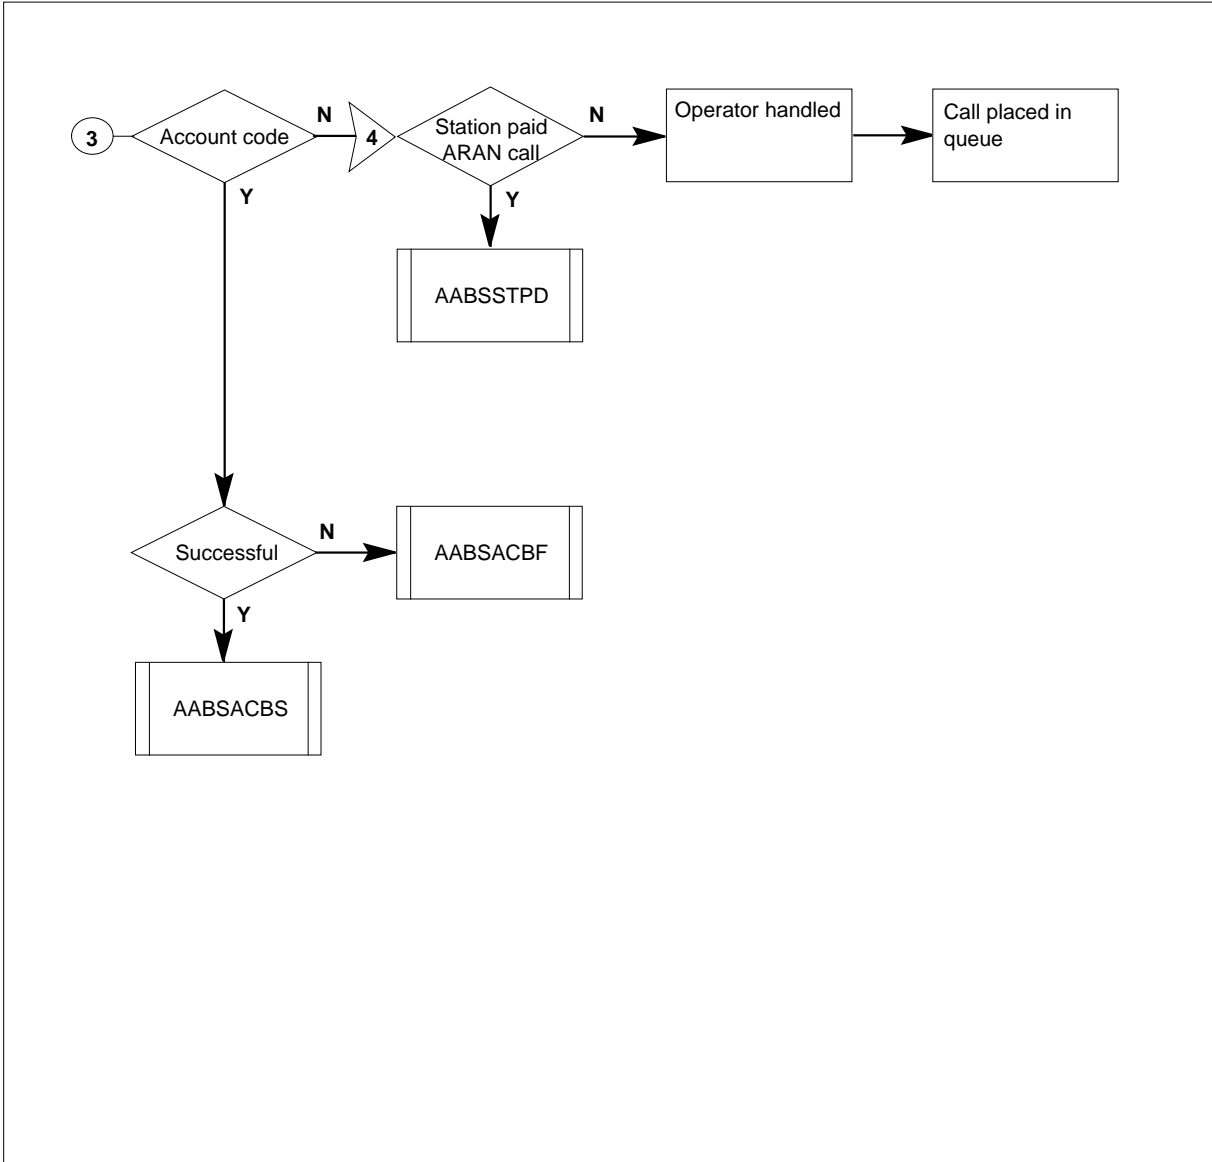 3
Account code
N
4
Station paid
ARAN call
N
Operator handled
Call placed in
queue
Y
Y
AABSSTPD
Successful
N
AABSACBF
Y
AABSACBS